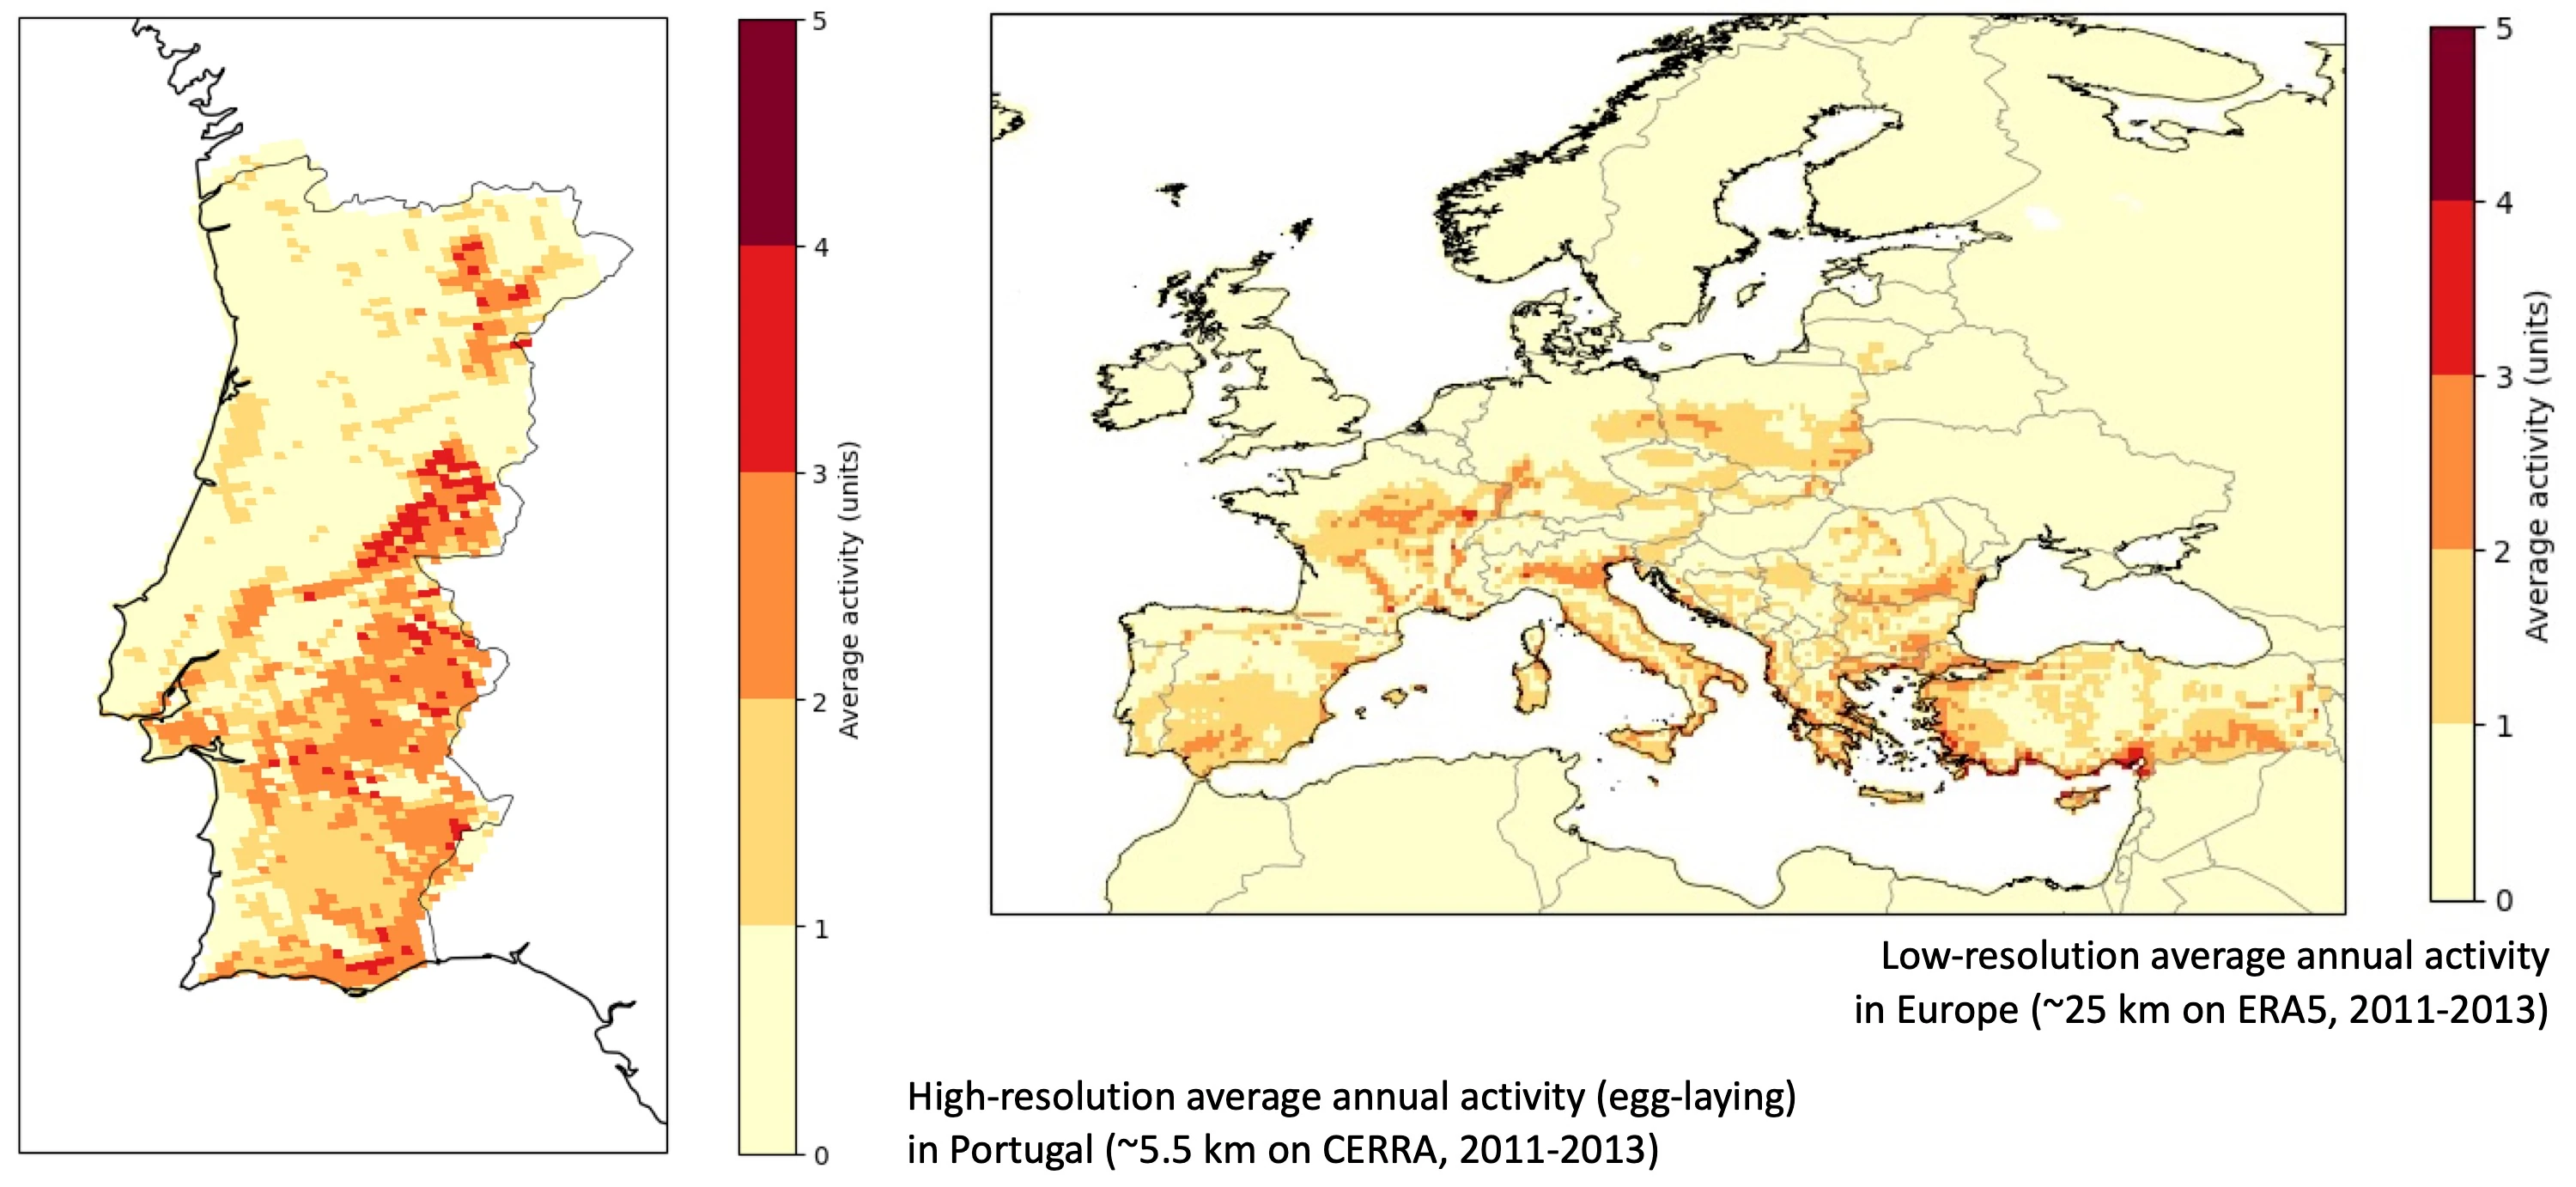 5
4
3
2
1
0
Average activity (units)
5
4
3
2
1
0
Average activity (units)
Low-resolution average annual activity
in Europe (~25 km on ERA5, 2011-2013)
High-resolution average annual activity (egg-laying)
in Portugal (~5.5 km on CERRA, 2011-2013)